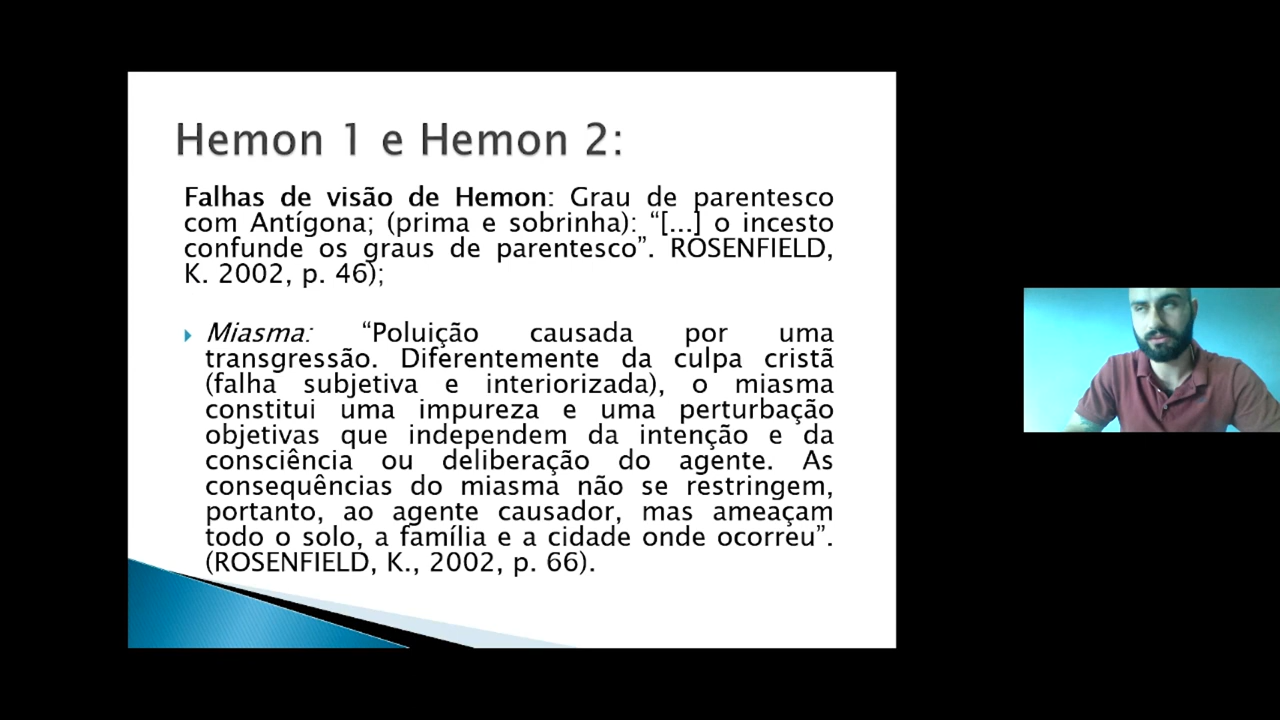 Hemon 1 e Hemon 2:
Falhas de visão de Hemon: Grau de parentesco
com Antígona; (prima e sobrinha): “[...] o incesto
confunde os graus de parentesco”. ROSENFIELD,
K. 2002, p. 46);
Miasma: “Poluição causada por uma
transgressão. Diferentemente da culpa cristã
(falha subjetiva e interiorizada), o miasma
constitui uma impureza e uma perturbação
objetivas que independem da intenção e da
consciência ou deliberação do agente. As
consequências do miasma não se restringem,
portanto, ao agente causador, mas ameaçam
todo o solo, a família e a cidade onde ocorreu”.
(ROSENFIELD, K., 2002, p. 66).